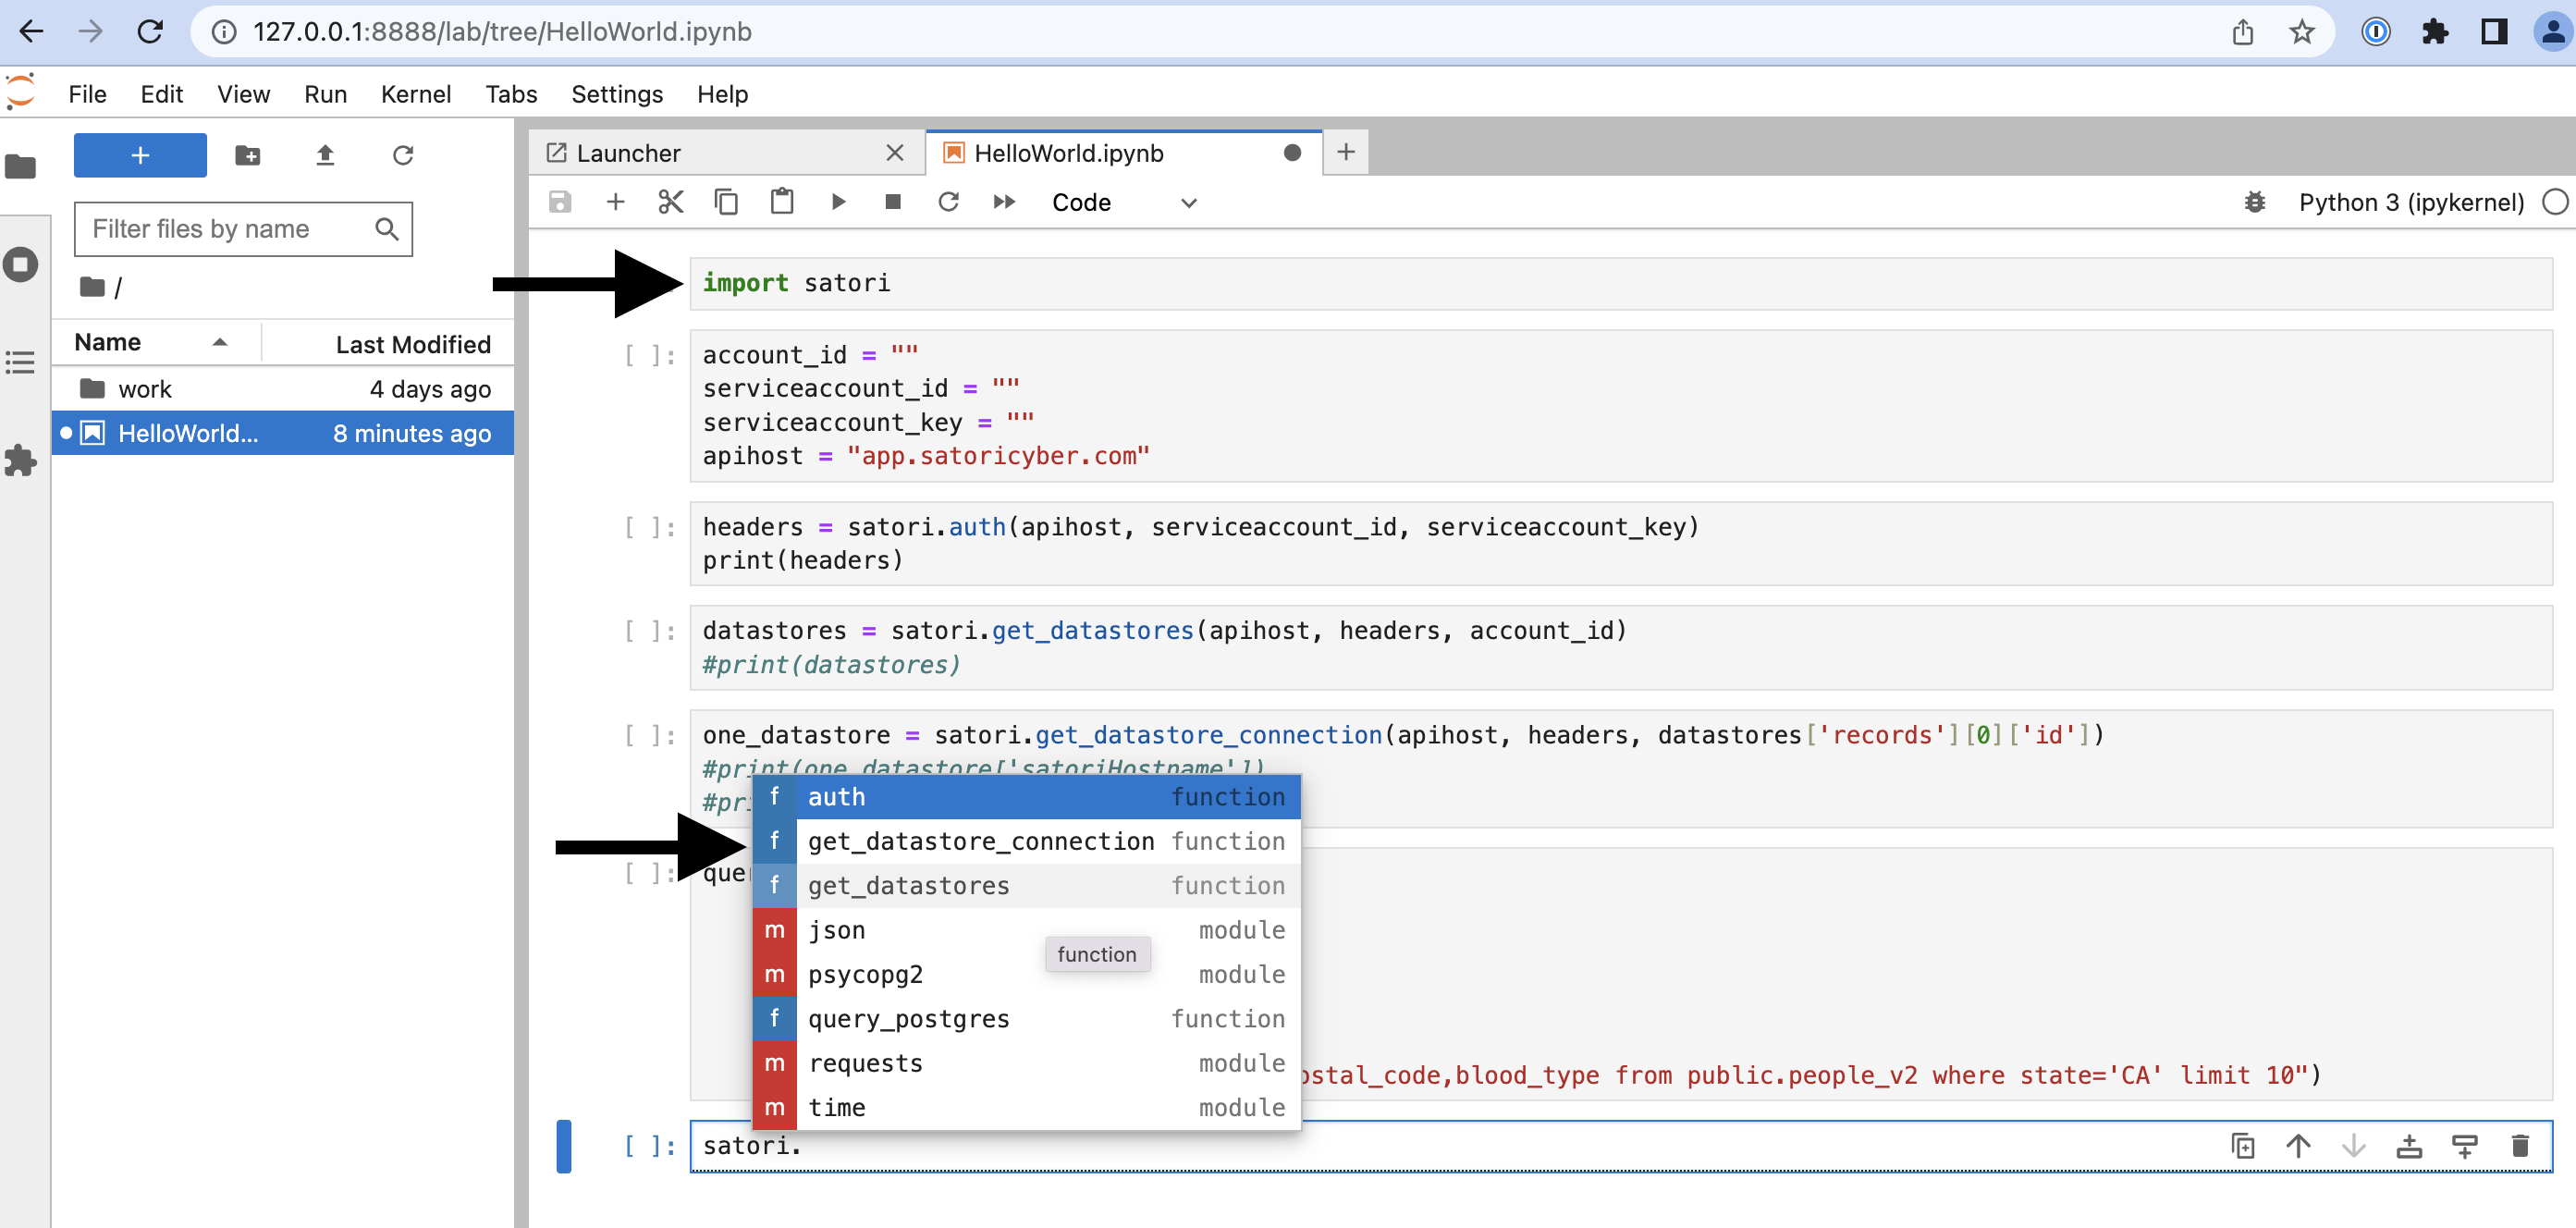 127.0.0.1:8888/lab/tree/HelloWorld.ipynb
File Edit View Run Kernel Tabs Settings Help
Launcher
HelloWorld.ipynb
Code
Python 3 (ipykernel)
Filter files by name
/
Name Last Modified
work 4 days ago
HelloWorld... 8 minutes ago
import satori
[ ]: account_id = ""
serviceaccount_id = ""
serviceaccount_key = ""
apihost = "app.satoricyber.com"
[ ]: headers = satori.auth(apihost, serviceaccount_id, serviceaccount_key)
print(headers)
[ ]: datastores = satori.get_datastores(apihost, headers, account_id)
#print(datastores)
[ ]: one_datastore = satori.get_datastore_connection(apihost, headers, datastores['records'][0]['id'])
#print(one_datastore['satoriHostname'])
#pr
f auth function
f get_datastore_connection function
[ ]: que
f get_datastores function
m json module
function
m psycopg2 module
f query_postgres function
m requests module
ostal_code,blood_type from public.people_v2 where state='CA' limit 10")
m time module
[ ]: satori.